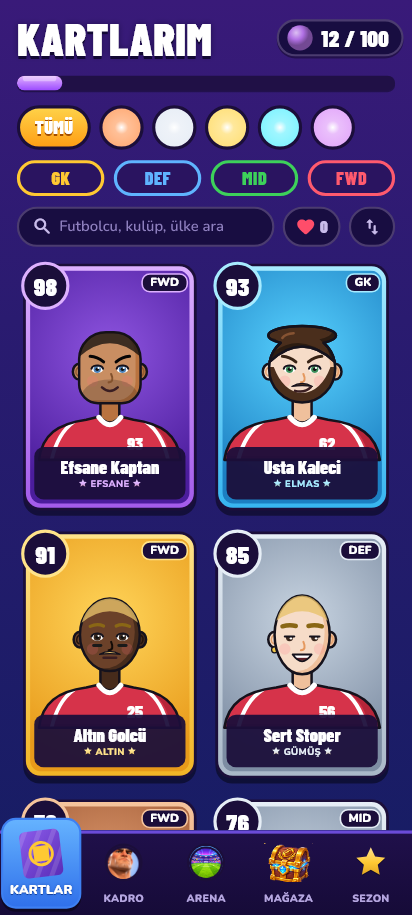 KARTLARIM
12 / 100
TÜMÜ
GK DEF MID FWD
Futbolcu, kulüp, ülke ara
0
98 FWD
93
Efsane Kaptan
★ EFSANE ★
93 GK
62
Usta Kaleci
★ ELMAS ★
91 FWD
25
Altın Golcü
★ ALTIN ★
85 DEF
56
Sert Stoper
★ GÜMÜŞ ★
FWD
76 MID
KARTLAR
KADRO
ARENA
MAĞAZA
SEZON